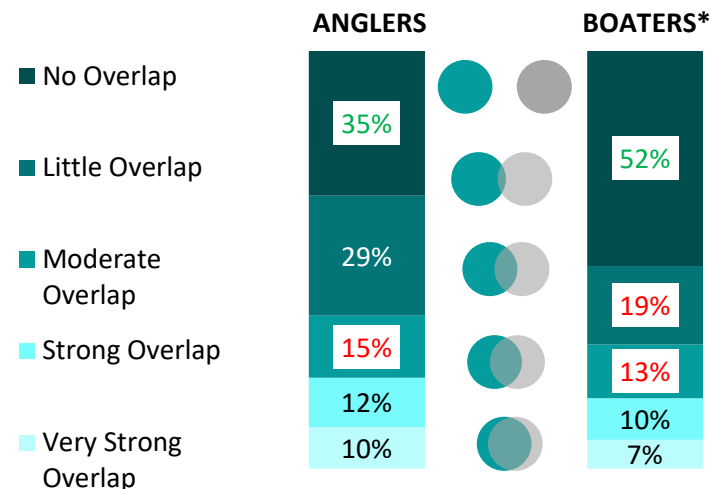 ANGLERS
BOATERS*
No Overlap
Little Overlap
Moderate
Overlap
Strong Overlap
Very Strong
Overlap
35%
29%
15%
12%
10%
52%
19%
13%
10%
7%